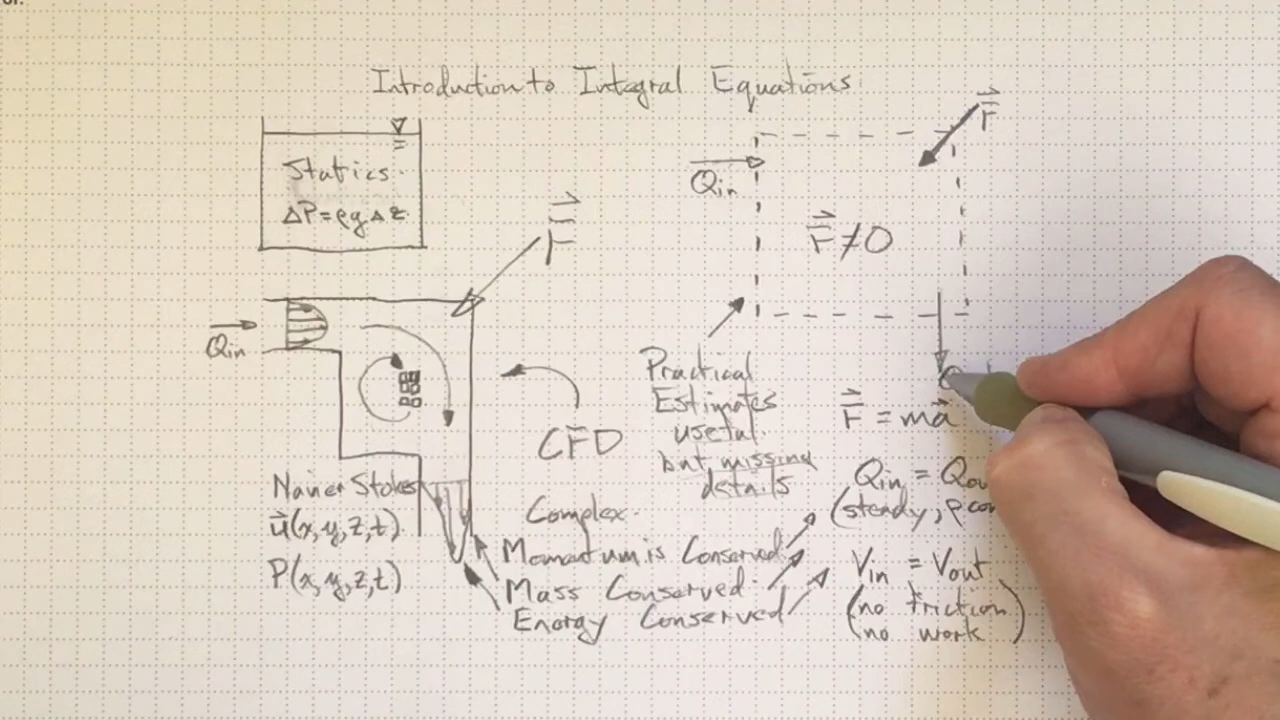 Introduction to Integral Equations
Statics
ΔP=ρgΔz
F
Qin
Navier Stokes
u(x,y,z,t)
P(x,y,z,t)
CFD
Complex
Momentum is Conserved
Mass Conserved
Energy Conserved
F
Qin
F≠0
Practical
Estimates
useful
but missing
details
F = ma
Qin = Qou
(steady, ρ con
Vin = Vout
(no friction
no work)